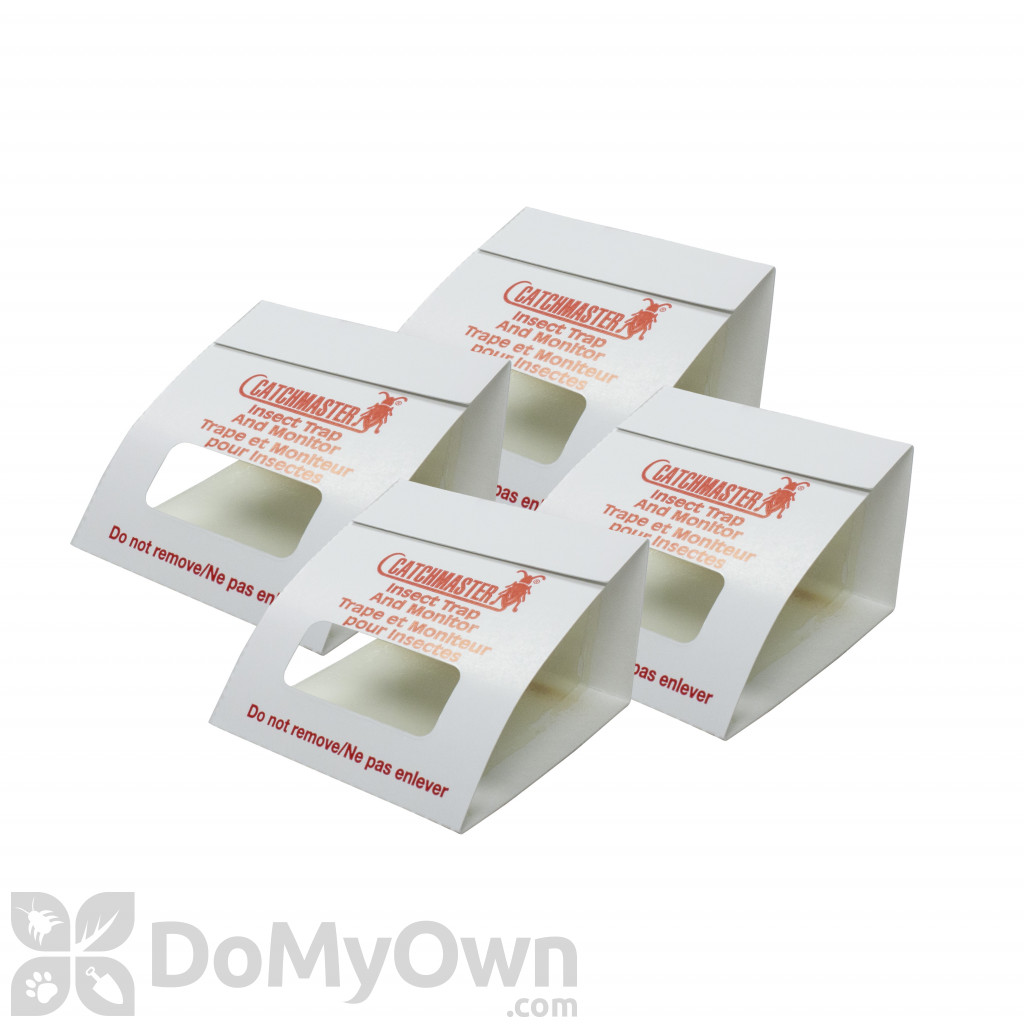 CATCHMASTER®
Insect Trap
And Monitor
Trape et Moniteur
pour Insectes
pas enl
CATCHMASTER®
Insect Trap
And Monitor
Trape et Moniteur
pour Insectes
Do not remove/Ne pas en
CATCHMASTER®
Insect Trap
And Monitor
Trape et Moniteur
pour Insectes
pas enlever
CATCHMASTER®
Insect Trap
And Monitor
Trape et Moniteur
pour Insectes
Do not remove/Ne pas enlever
DoMyOwn
.com